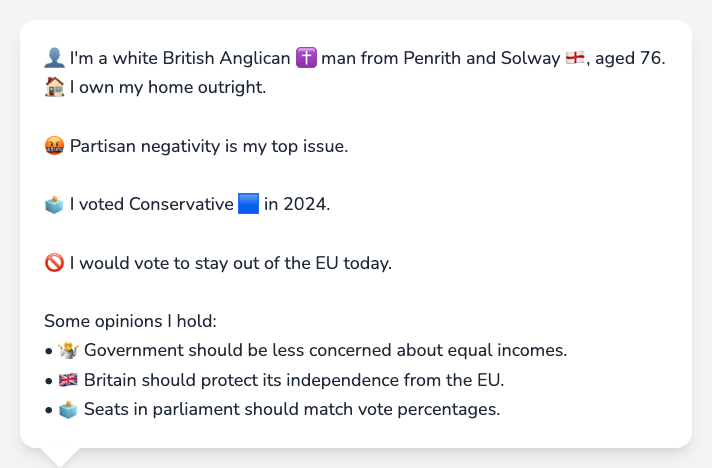 👤 I'm a white British Anglican ✝️ man from Penrith and Solway 🏴󠁧󠁢󠁥󠁮󠁧󠁿, aged 76.
🏠 I own my home outright.
🤬 Partisan negativity is my top issue.
🗳️ I voted Conservative 🟦 in 2024.
🚫 I would vote to stay out of the EU today.
Some opinions I hold:
• 🤷 Government should be less concerned about equal incomes.
• 🇬🇧 Britain should protect its independence from the EU.
• 🗳️ Seats in parliament should match vote percentages.